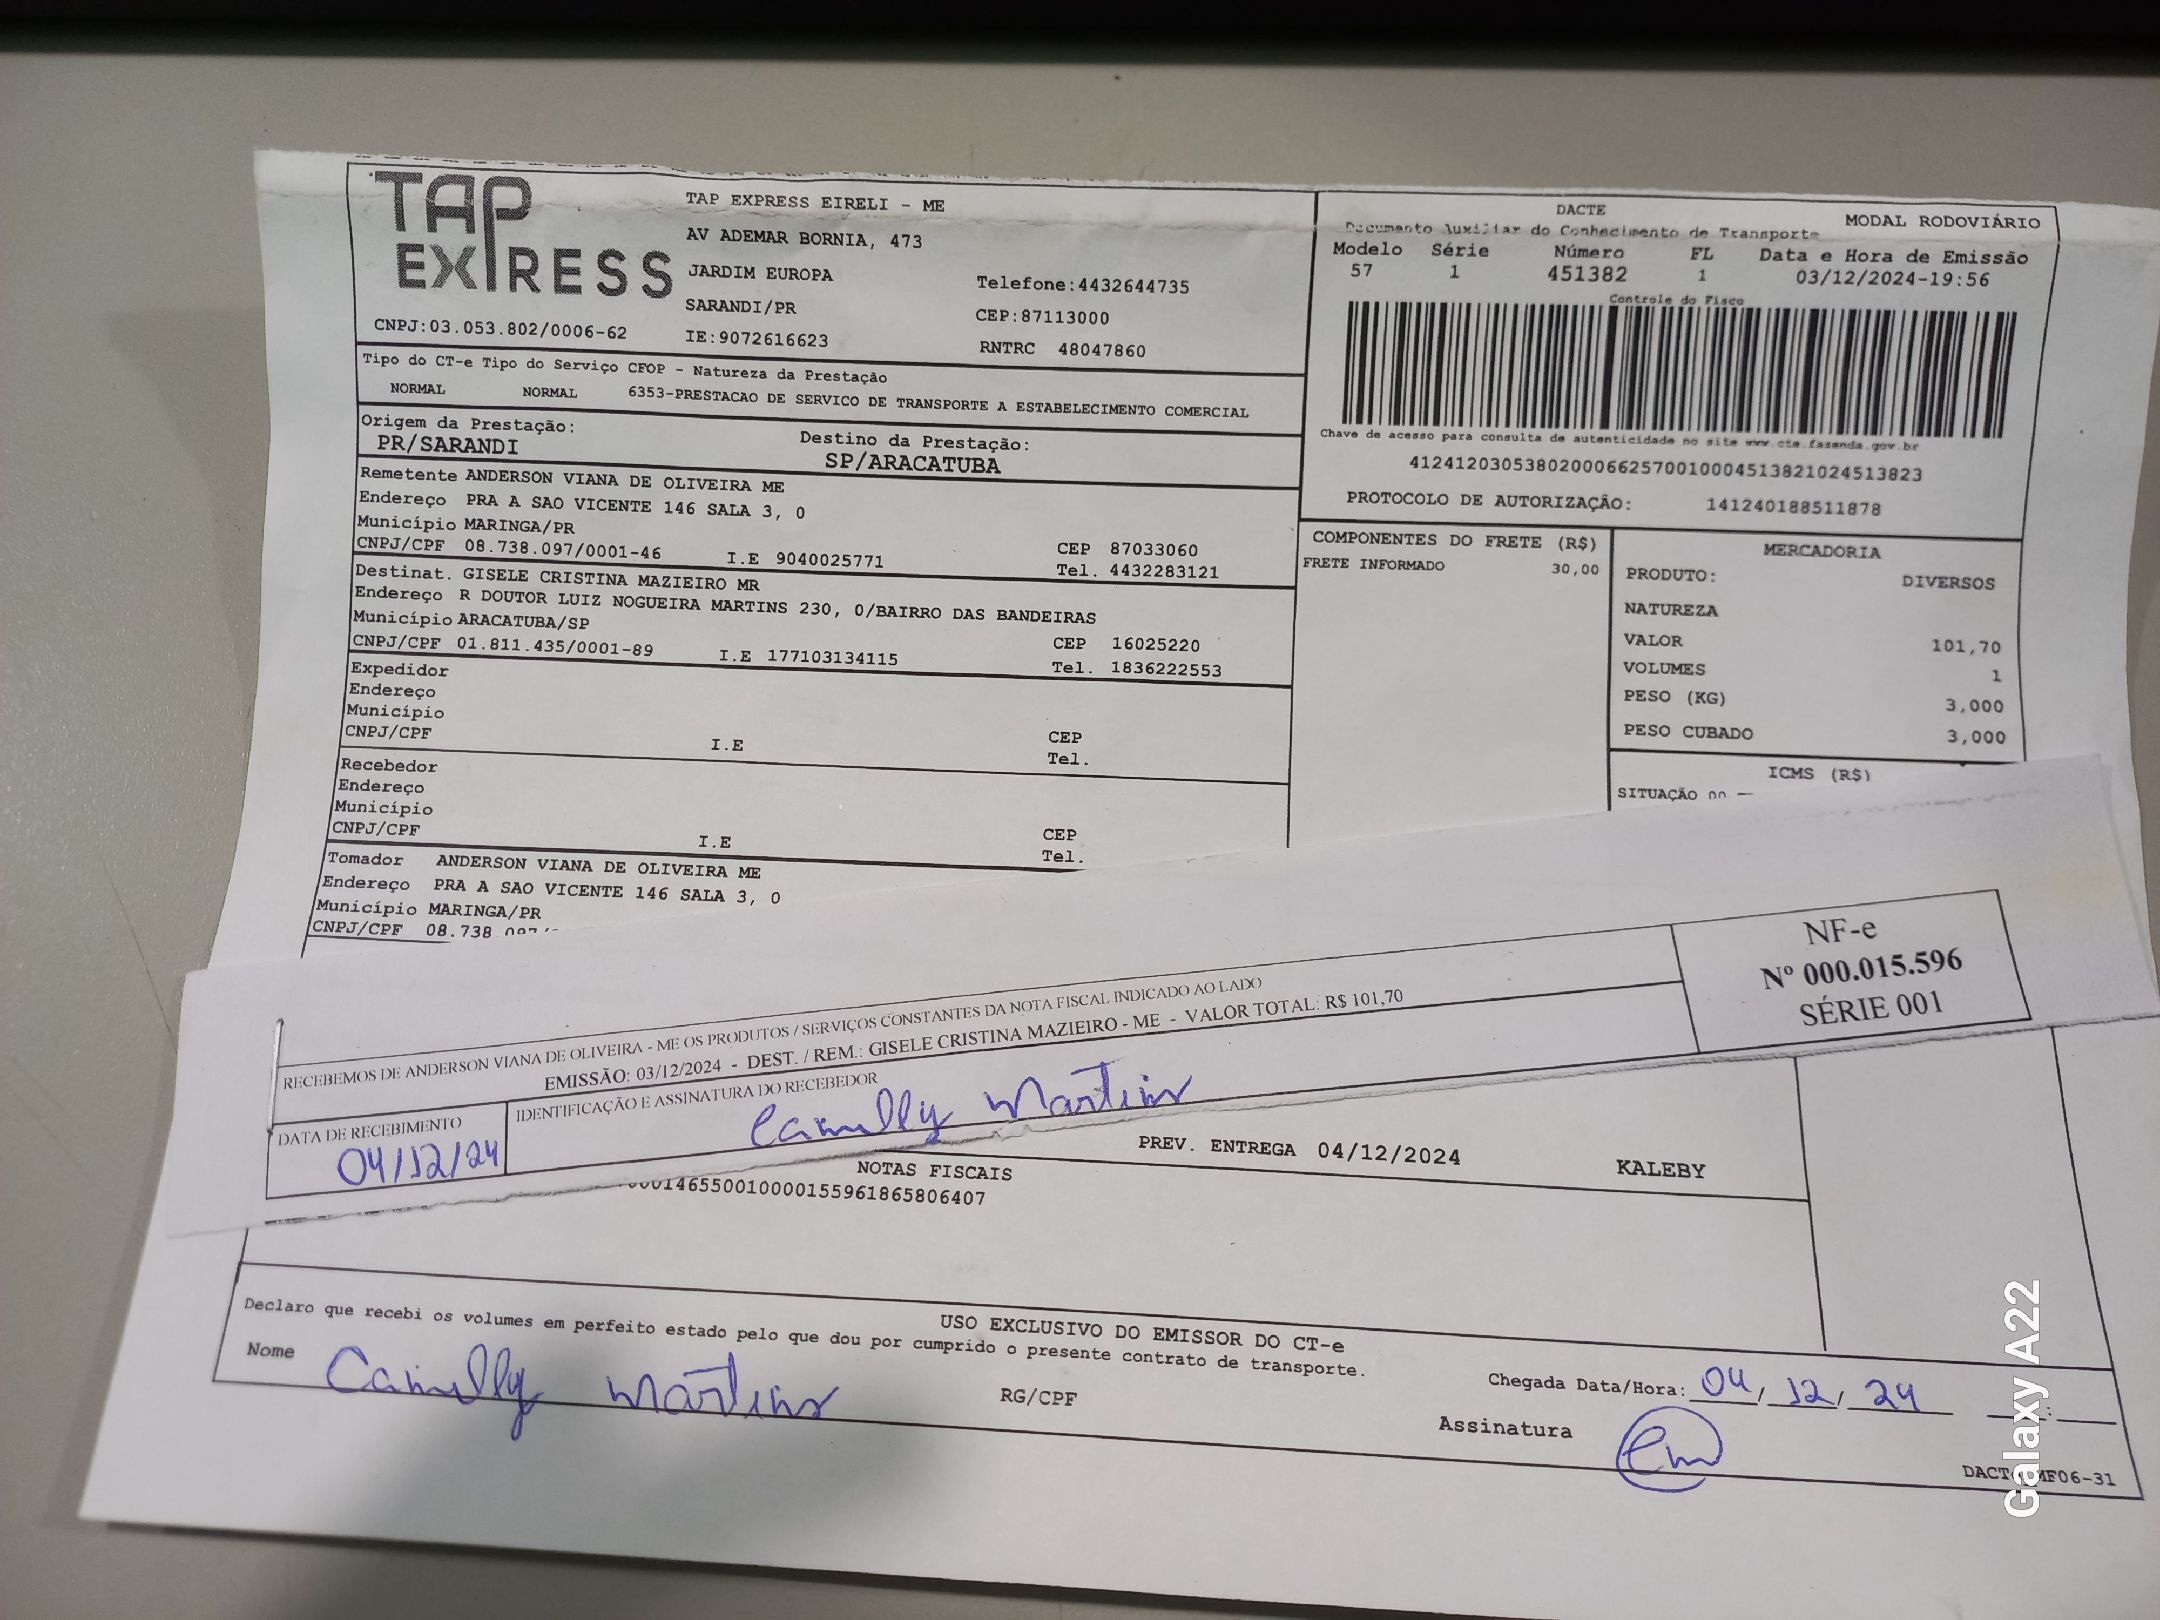 TAP EXPRESS
TAP EXPRESS EIRELI - ME
AV ADEMAR BORNIA, 473
JARDIM EUROPA
Telefone:4432644735
SARANDI/PR
CEP:87113000
CNPJ:03.053.802/0006-62
IE:9072616623
RNTRC 48047860
DACTE
MODAL RODOVIÁRIO
Documento Auxiliar do Conhecimento de Transporte
Modelo Série Número FL Data e Hora de Emissão
57 1 451382 1 03/12/2024-19:56
Controle do Fisco
Chave de acesso para consulta de autenticidade no site www.cte.fazenda.gov.br
41241203053802000662570010004513821024513823
PROTOCOLO DE AUTORIZAÇÃO: 141240188511878
Tipo do CT-e Tipo do Serviço CFOP - Natureza da Prestação
NORMAL NORMAL 6353-PRESTACAO DE SERVICO DE TRANSPORTE A ESTABELECIMENTO COMERCIAL
Origem da Prestação: Destino da Prestação:
PR/SARANDI SP/ARACATUBA
Remetente ANDERSON VIANA DE OLIVEIRA ME
Endereço PRA A SAO VICENTE 146 SALA 3, 0
Município MARINGA/PR CEP 87033060
CNPJ/CPF 08.738.097/0001-46 I.E 9040025771 Tel. 4432283121
Destinat. GISELE CRISTINA MAZIEIRO MR
Endereço R DOUTOR LUIZ NOGUEIRA MARTINS 230, 0/BAIRRO DAS BANDEIRAS
Município ARACATUBA/SP CEP 16025220
CNPJ/CPF 01.811.435/0001-89 I.E 177103134115 Tel. 1836222553
Expedidor
Endereço
Município CEP
CNPJ/CPF I.E Tel.
Recebedor
Endereço
Município CEP
CNPJ/CPF I.E Tel.
Tomador ANDERSON VIANA DE OLIVEIRA ME
Endereço PRA A SAO VICENTE 146 SALA 3, 0
Município MARINGA/PR
CNPJ/CPF 08.738
COMPONENTES DO FRETE (R$)
FRETE INFORMADO 30,00
MERCADORIA
PRODUTO: DIVERSOS
NATUREZA
VALOR 101,70
VOLUMES 1
PESO (KG) 3,000
PESO CUBADO 3,000
ICMS (R$)
SITUAÇÃO
RECEBEMOS DE ANDERSON VIANA DE OLIVEIRA - ME OS PRODUTOS / SERVIÇOS CONSTANTES DA NOTA FISCAL INDICADO AO LADO
EMISSÃO: 03/12/2024 - DEST. / REM.: GISELE CRISTINA MAZIEIRO - ME - VALOR TOTAL: R$ 101,70
NF-e
Nº 000.015.596
SÉRIE 001
DATA DE RECEBIMENTO
04/12/24
IDENTIFICAÇÃO E ASSINATURA DO RECEBEDOR
Camilly Martins
PREV. ENTREGA 04/12/2024 KALEBY
NOTAS FISCAIS
0001465500100001559618658064​07
USO EXCLUSIVO DO EMISSOR DO CT-e
Declaro que recebi os volumes em perfeito estado pelo que dou por cumprido o presente contrato de transporte.
Nome Camilly Martins RG/CPF
Chegada Data/Hora: 04/12/24 __:__
Assinatura
Galaxy A22